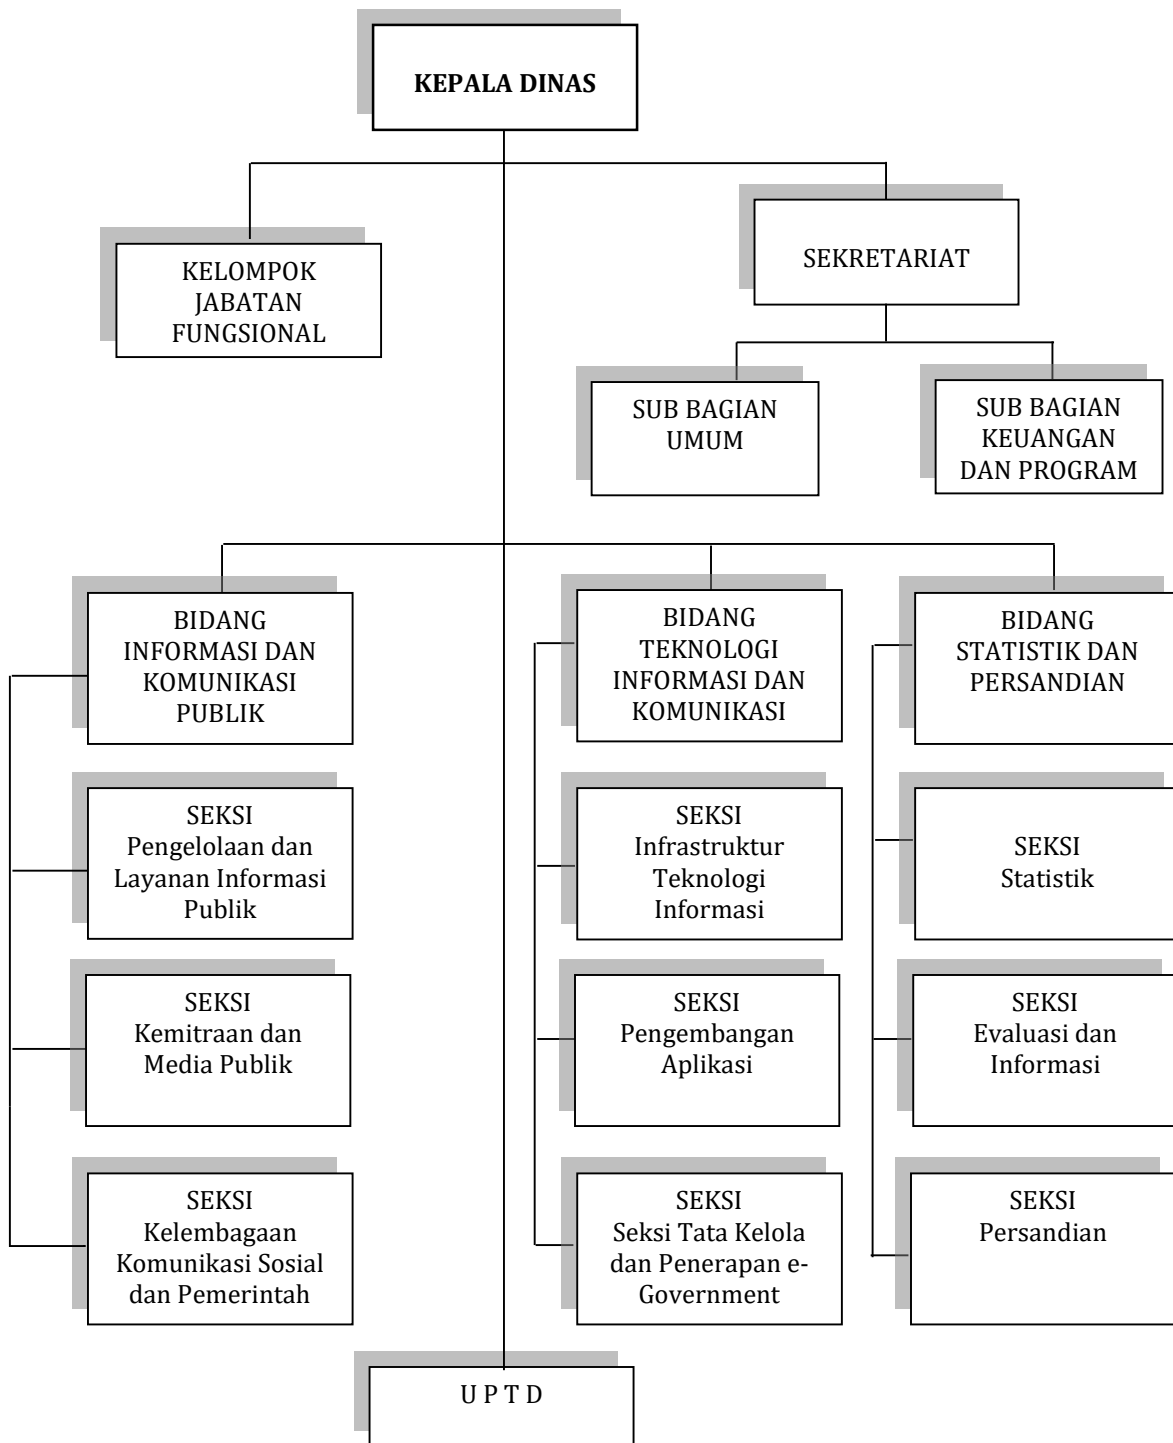 KEPALA DINAS
KELOMPOK
JABATAN
FUNGSIONAL
SEKRETARIAT
SUB BAGIAN
UMUM
SUB BAGIAN
KEUANGAN
DAN PROGRAM
BIDANG
INFORMASI DAN
KOMUNIKASI
PUBLIK
BIDANG
TEKNOLOGI
INFORMASI DAN
KOMUNIKASI
BIDANG
STATISTIK DAN
PERSANDIAN
SEKSI
Pengelolaan dan
Layanan Informasi
Publik
SEKSI
Infrastruktur
Teknologi
Informasi
SEKSI
Statistik
SEKSI
Kemitraan dan
Media Publik
SEKSI
Pengembangan
Aplikasi
SEKSI
Evaluasi dan
Informasi
SEKSI
Kelembagaan
Komunikasi Sosial
dan Pemerintah
SEKSI
Seksi Tata Kelola
dan Penerapan e-
Government
SEKSI
Persandian
U P T D